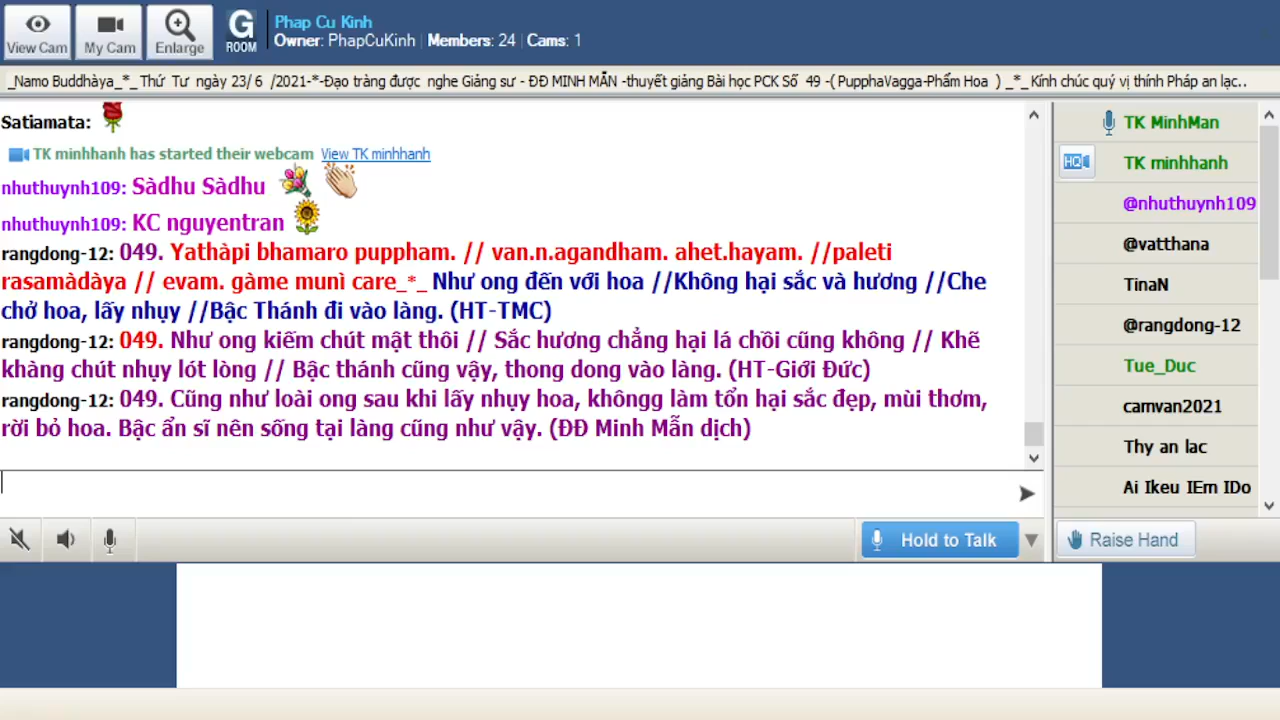 View Cam
My Cam
Enlarge
G
ROOM
Phap Cu Kinh
Owner: PhapCuKinh | Members: 24 | Cams: 1
_Namo Buddhàya_*_Thứ Tư ngày 23/ 6 /2021-*-Đạo tràng được nghe Giảng sư - ĐĐ MINH MẪN -thuyết giảng Bài học PCK Số 49 -( PupphaVagga-Phẩm Hoa ) _*_Kính chúc quý vị thính Pháp an lạc..
Satiamata:
TK minhhanh has started their webcam View TK minhhanh
nhuthuynh109: Sàdhu Sàdhu
nhuthuynh109: KC nguyentran
rangdong-12: 049. Yathàpi bhamaro puppham. // van.n.agandham. ahet.hayam. //paleti
rasamàdàya // evam. gàme munì care_*_ Như ong đến với hoa //Không hại sắc và hương //Che
chở hoa, lấy nhụy //Bậc Thánh đi vào làng. (HT-TMC)
rangdong-12: 049. Như ong kiếm chút mật thôi // Sắc hương chẳng hại lá chồi cũng không // Khẽ
khàng chút nhụy lót lòng // Bậc thánh cũng vậy, thong dong vào làng. (HT-Giới Đức)
rangdong-12: 049. Cũng như loài ong sau khi lấy nhụy hoa, khôngg làm tổn hại sắc đẹp, mùi thơm,
rời bỏ hoa. Bậc ẩn sĩ nên sống tại làng cũng như vậy. (ĐĐ Minh Mẫn dịch)
TK MinhMan
HQ
TK minhhanh
@nhuthuynh109
@vatthana
TinaN
@rangdong-12
Tue_Duc
camvan2021
Thy an lac
Ai Ikeu IEm IDo
Hold to Talk
Raise Hand